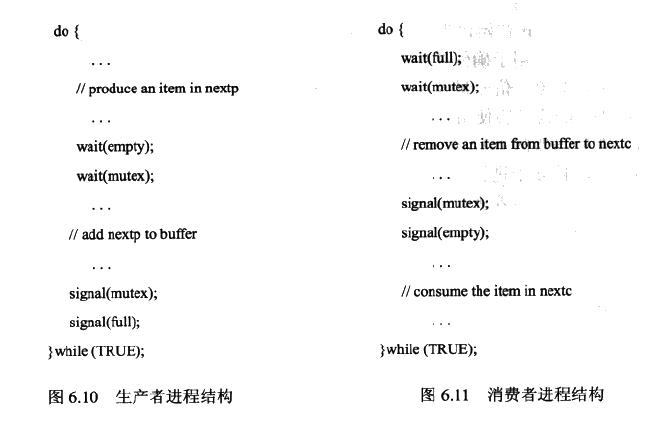 do {
...
// produce an item in nextp
...
wait(empty);
wait(mutex);
...
// add nextp to buffer
...
signal(mutex);
signal(full);
}while (TRUE);
图 6.10 生产者进程结构
do {
wait(full);
wait(mutex);
...
// remove an item from buffer to nextc
...
signal(mutex);
signal(empty);
...
// consume the item in nextc
...
}while (TRUE);
图 6.11 消费者进程结构